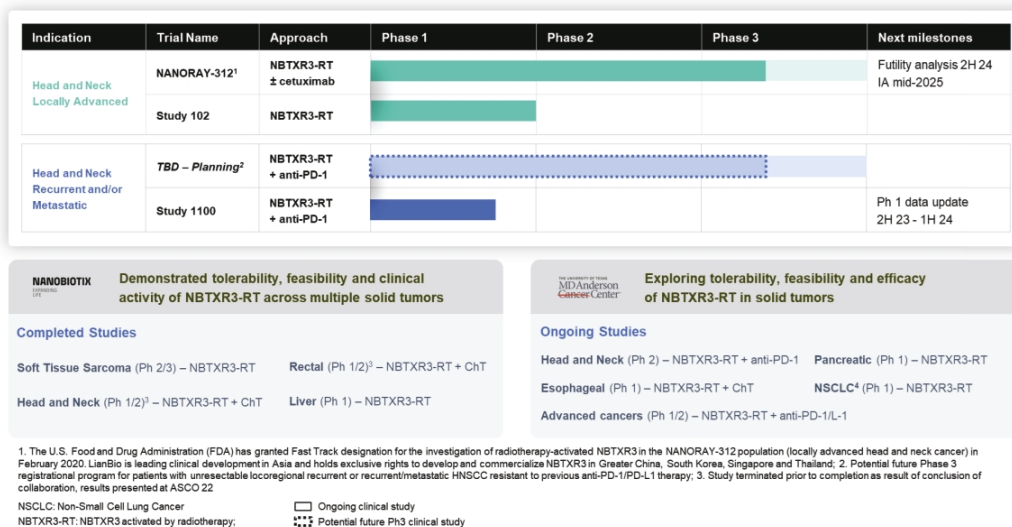 Indication Trial Name Approach Phase 1 Phase 2 Phase 3 Next milestones
Head and Neck
Locally Advanced
NANORAY-312¹
NBTXR3-RT
± cetuximab
Futility analysis 2H 24
IA mid-2025
Study 102
NBTXR3-RT
Head and Neck
Recurrent and/or
Metastatic
TBD – Planning²
NBTXR3-RT
+ anti-PD-1
Study 1100
NBTXR3-RT
+ anti-PD-1
Ph 1 data update
2H 23 - 1H 24
NANOBIOTIX
EXPANDING
LIFE
Demonstrated tolerability, feasibility and clinical
activity of NBTXR3-RT across multiple solid tumors
Completed Studies
Soft Tissue Sarcoma (Ph 2/3) – NBTXR3-RT
Rectal (Ph 1/2)³ – NBTXR3-RT + ChT
Head and Neck (Ph 1/2)³ – NBTXR3-RT + ChT
Liver (Ph 1) – NBTXR3-RT
THE UNIVERSITY OF TEXAS
MDAnderson
Cancer Center
Exploring tolerability, feasibility and efficacy
of NBTXR3-RT in solid tumors
Ongoing Studies
Head and Neck (Ph 2) – NBTXR3-RT + anti-PD-1
Pancreatic (Ph 1) – NBTXR3-RT
Esophageal (Ph 1) – NBTXR3-RT + ChT
NSCLC⁴ (Ph 1) – NBTXR3-RT
Advanced cancers (Ph 1/2) – NBTXR3-RT + anti-PD-1/L-1
1. The U.S. Food and Drug Administration (FDA) has granted Fast Track designation for the investigation of radiotherapy-activated NBTXR3 in the NANORAY-312 population (locally advanced head and neck cancer) in
February 2020. LianBio is leading clinical development in Asia and holds exclusive rights to develop and commercialize NBTXR3 in Greater China, South Korea, Singapore and Thailand; 2. Potential future Phase 3
registrational program for patients with unresectable locoregional recurrent or recurrent/metastatic HNSCC resistant to previous anti-PD-1/PD-L1 therapy; 3. Study terminated prior to completion as result of conclusion of
collaboration, results presented at ASCO 22
NSCLC: Non-Small Cell Lung Cancer
Ongoing clinical study
NBTXR3-RT: NBTXR3 activated by radiotherapy;
Potential future Ph3 clinical study